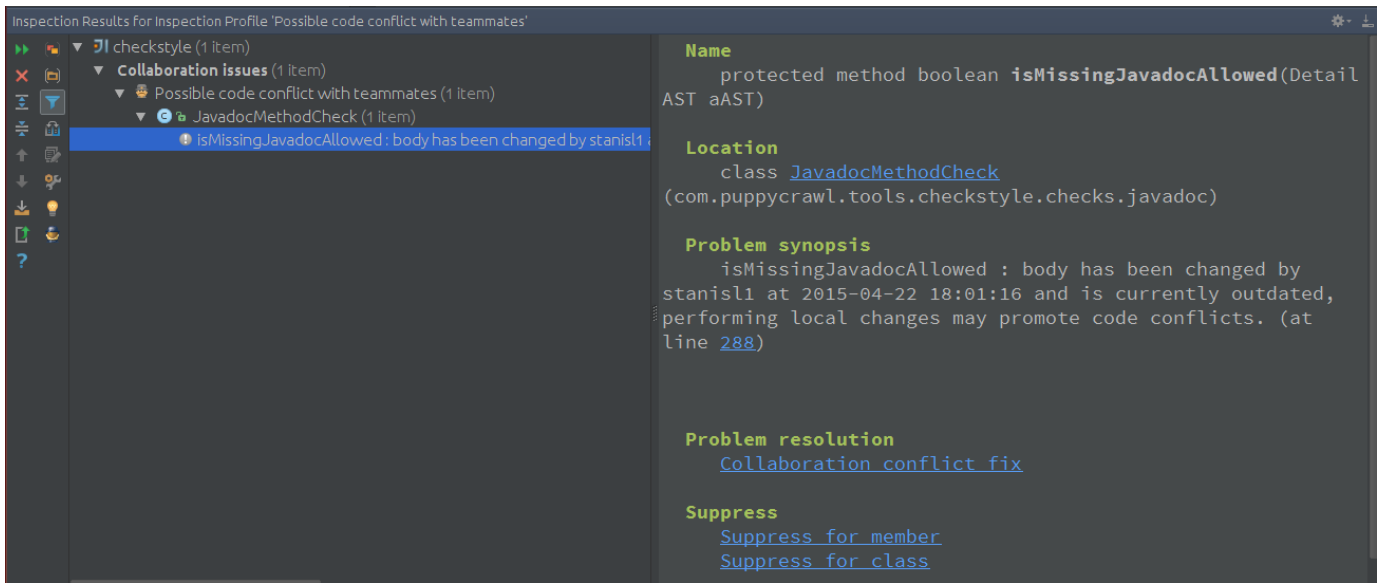 Inspection Results for Inspection Profile 'Possible code conflict with teammates'
checkstyle (1 item)
Collaboration issues (1 item)
Possible code conflict with teammates (1 item)
JavadocMethodCheck (1 item)
isMissingJavadocAllowed : body has been changed by stanisl1
Name
protected method boolean isMissingJavadocAllowed(Detail
AST aAST)
Location
class JavadocMethodCheck
(com.puppycrawl.tools.checkstyle.checks.javadoc)
Problem synopsis
isMissingJavadocAllowed : body has been changed by
stanisl1 at 2015-04-22 18:01:16 and is currently outdated,
performing local changes may promote code conflicts. (at
line 288)
Problem resolution
Collaboration conflict fix
Suppress
Suppress for member
Suppress for class